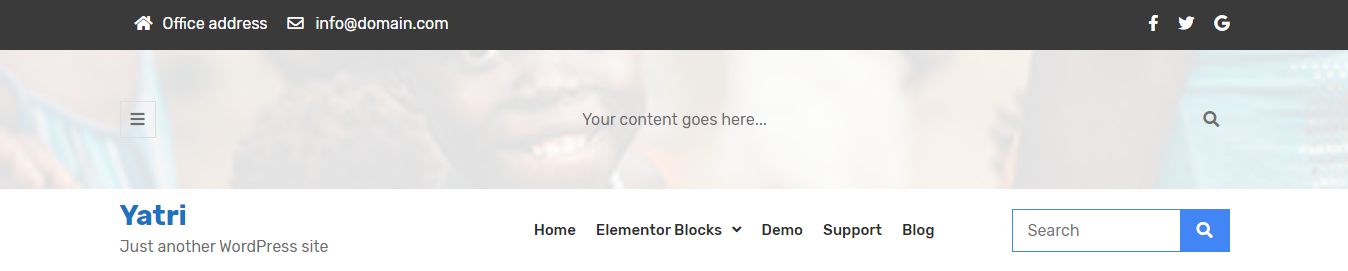 Office address info@domain.com
Your content goes here...
Yatri
Just another WordPress site
Home Elementor Blocks Demo Support Blog
Search